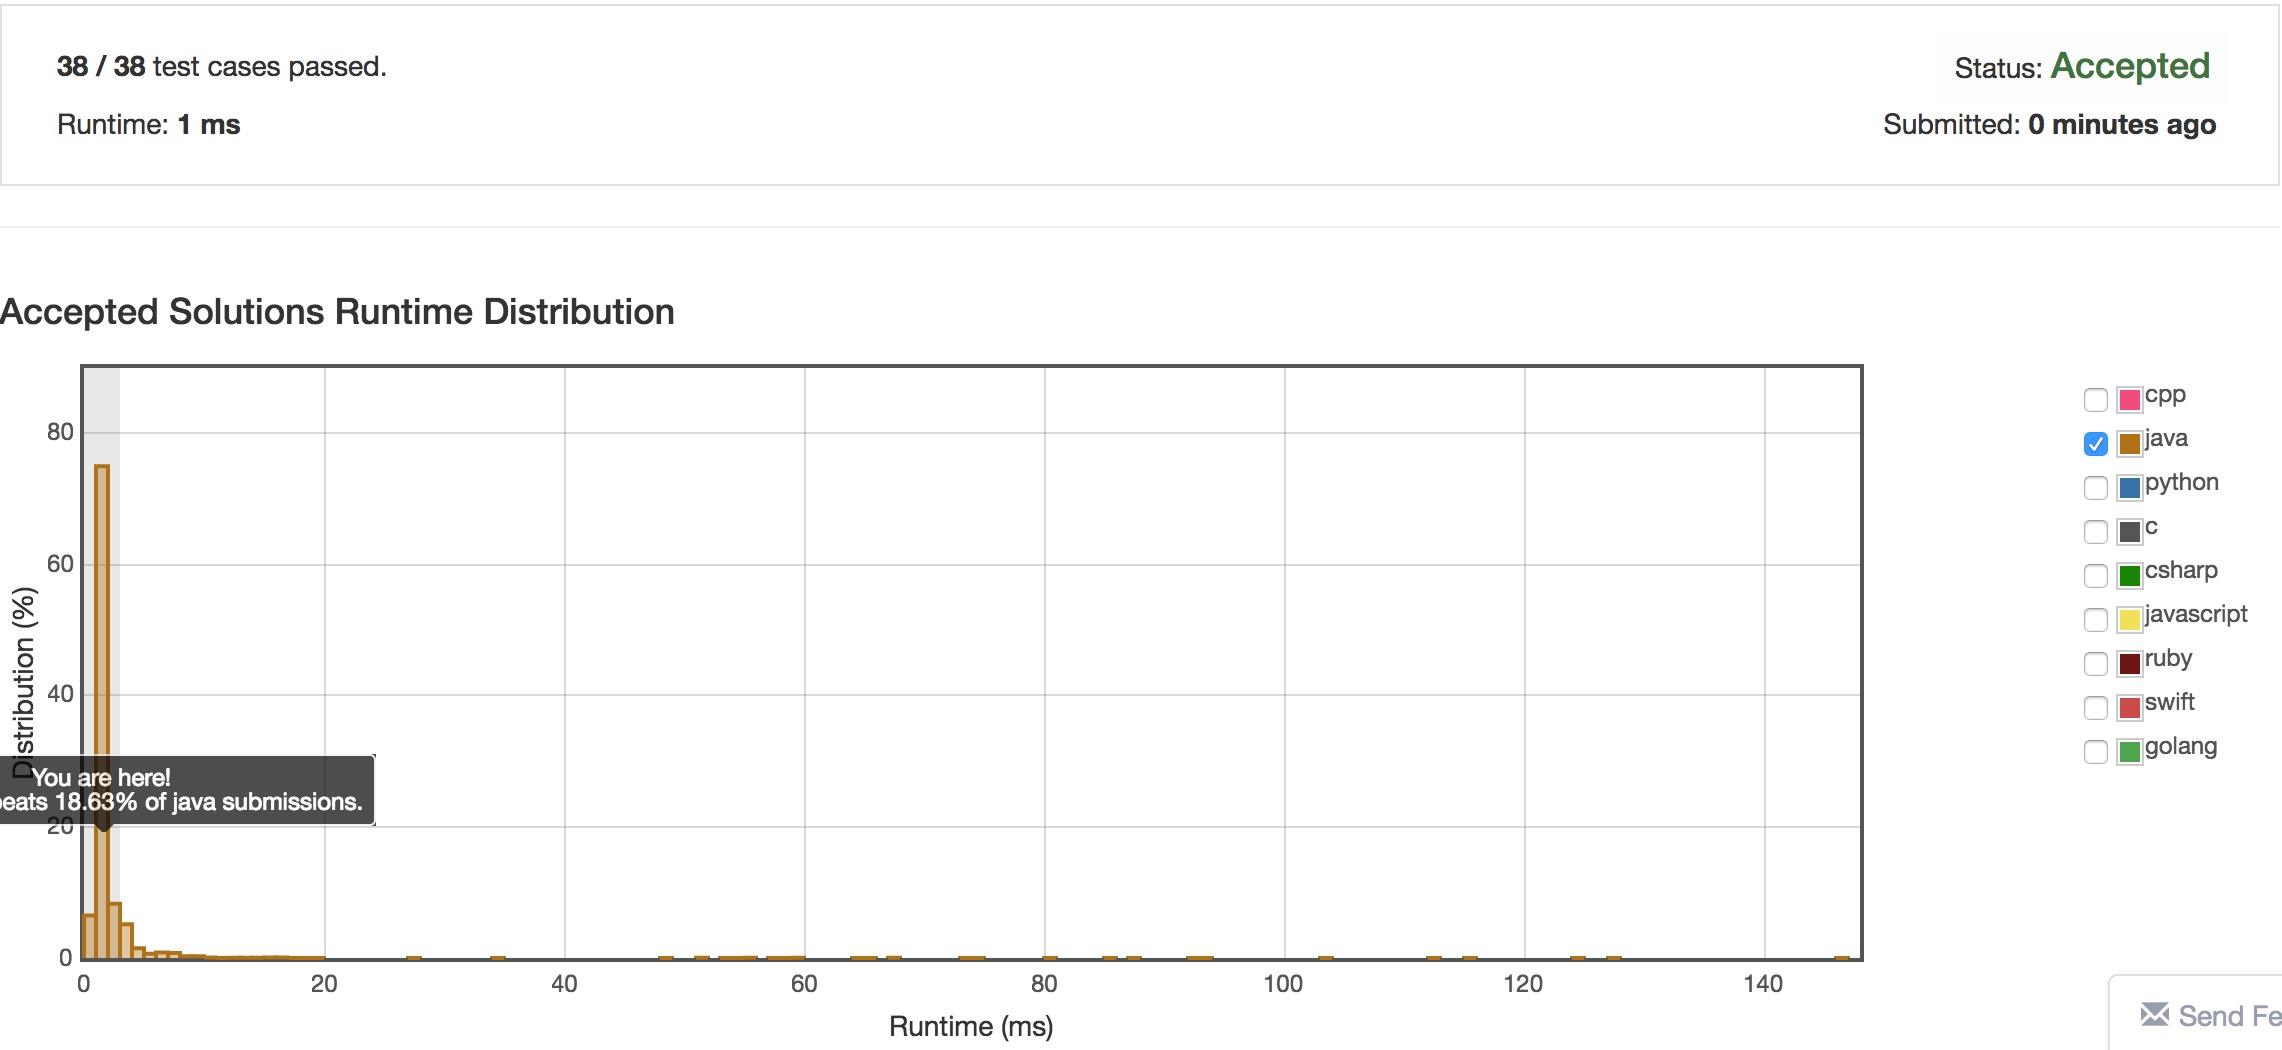 38 / 38 test cases passed.
Status: Accepted
Runtime: 1 ms
Submitted: 0 minutes ago
Accepted Solutions Runtime Distribution
80
60
40
20
0
Distribution (%)
You are here!
beats 18.63% of java submissions.
0 20 40 60 80 100 120 140
Runtime (ms)
cpp
java
python
c
csharp
javascript
ruby
swift
golang
Send Fe